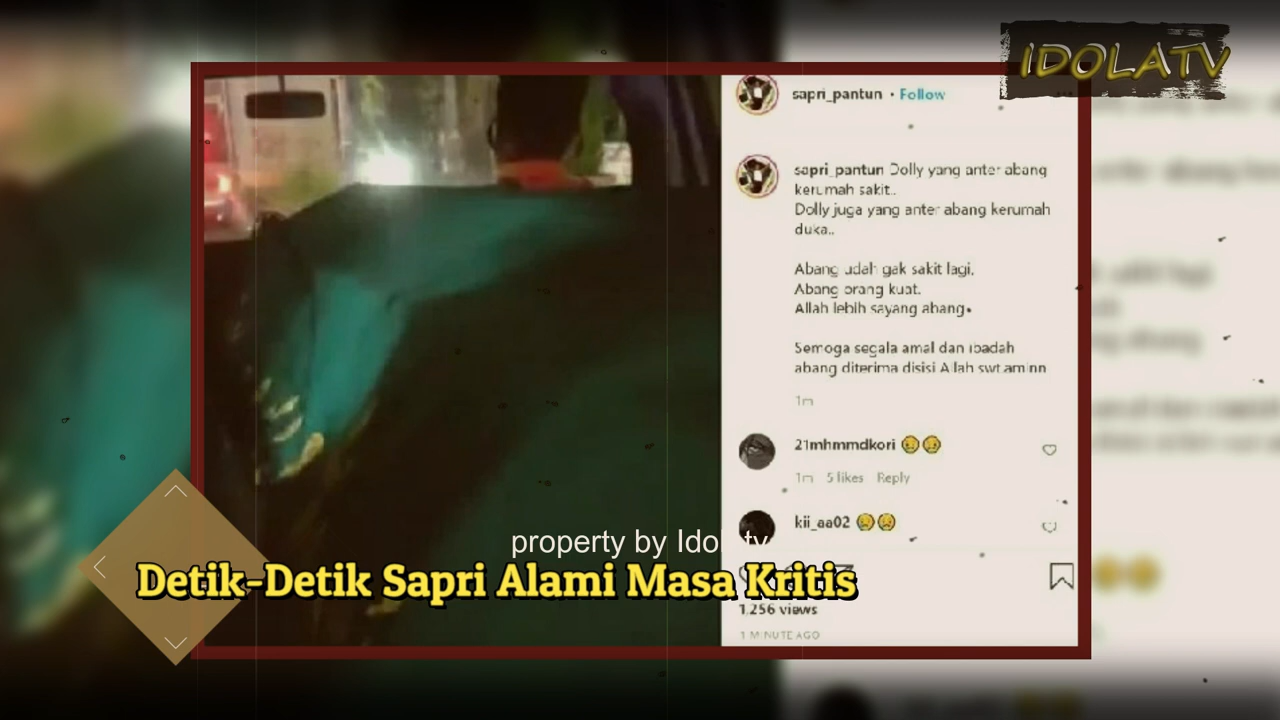 IDOLATV
sapri_pantun • Follow
sapri_pantun Dolly yang anter abang
kerumah sakit..
Dolly juga yang anter abang kerumah
duka..
Abang udah gak sakit lagi,
Abang orang kuat.
Allah lebih sayang abang
Semoga segala amal dan ibadah
abang diterima disisi Allah swt.aminn
1m
21mhmmdkori 😢😢
1m 5 likes Reply
kii_aa02 😢😢
property by Idola tv
Detik-Detik Sapri Alami Masa Kritis
1,256 views
1 MINUTE AGO